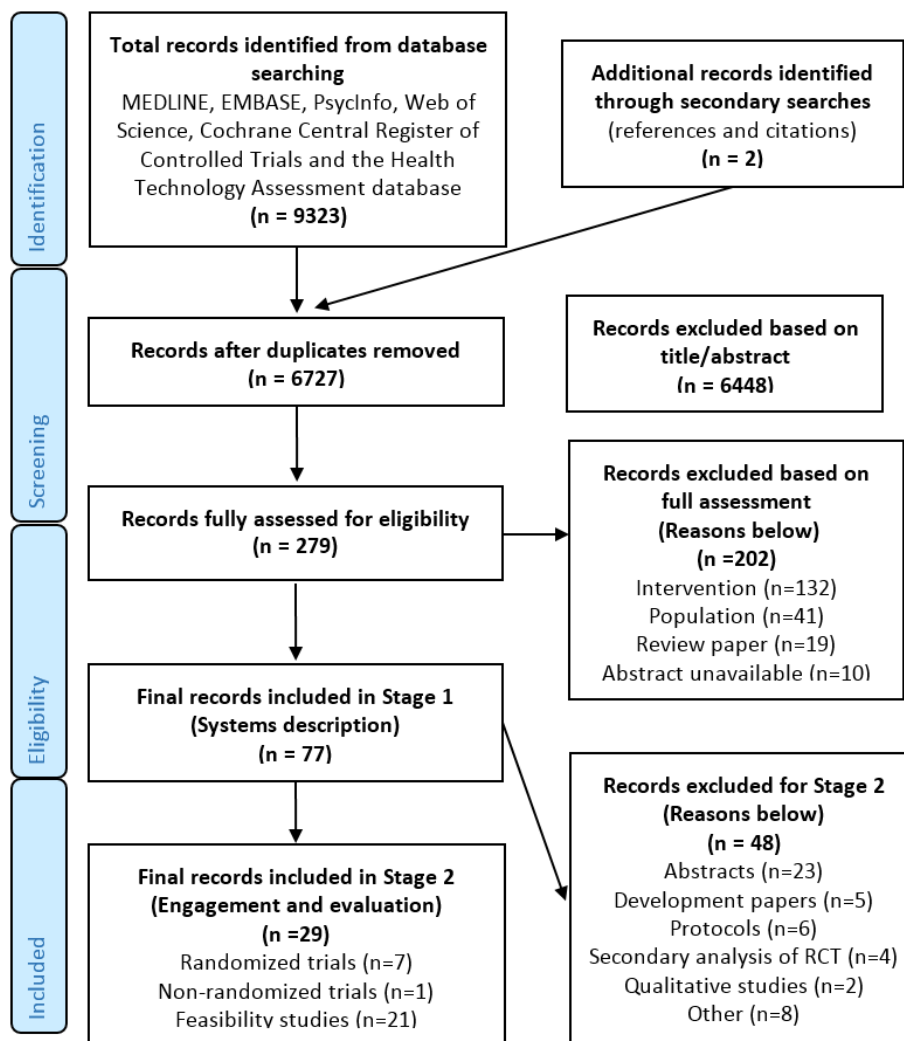 Identification
Total records identified from database
searching
MEDLINE, EMBASE, PsycInfo, Web of
Science, Cochrane Central Register of
Controlled Trials and the Health
Technology Assessment database
(n = 9323)
Additional records identified
through secondary searches
(references and citations)
(n = 2)
Screening
Records after duplicates removed
(n = 6727)
Records excluded based on
title/abstract
(n = 6448)
Records fully assessed for eligibility
(n = 279)
Records excluded based on
full assessment
(Reasons below)
(n =202)
Intervention (n=132)
Population (n=41)
Review paper (n=19)
Abstract unavailable (n=10)
Eligibility
Final records included in Stage 1
(Systems description)
(n = 77)
Records excluded for Stage 2
(Reasons below)
(n = 48)
Abstracts (n=23)
Development papers (n=5)
Protocols (n=6)
Secondary analysis of RCT (n=4)
Qualitative studies (n=2)
Other (n=8)
Included
Final records included in Stage 2
(Engagement and evaluation)
(n =29)
Randomized trials (n=7)
Non-randomized trials (n=1)
Feasibility studies (n=21)